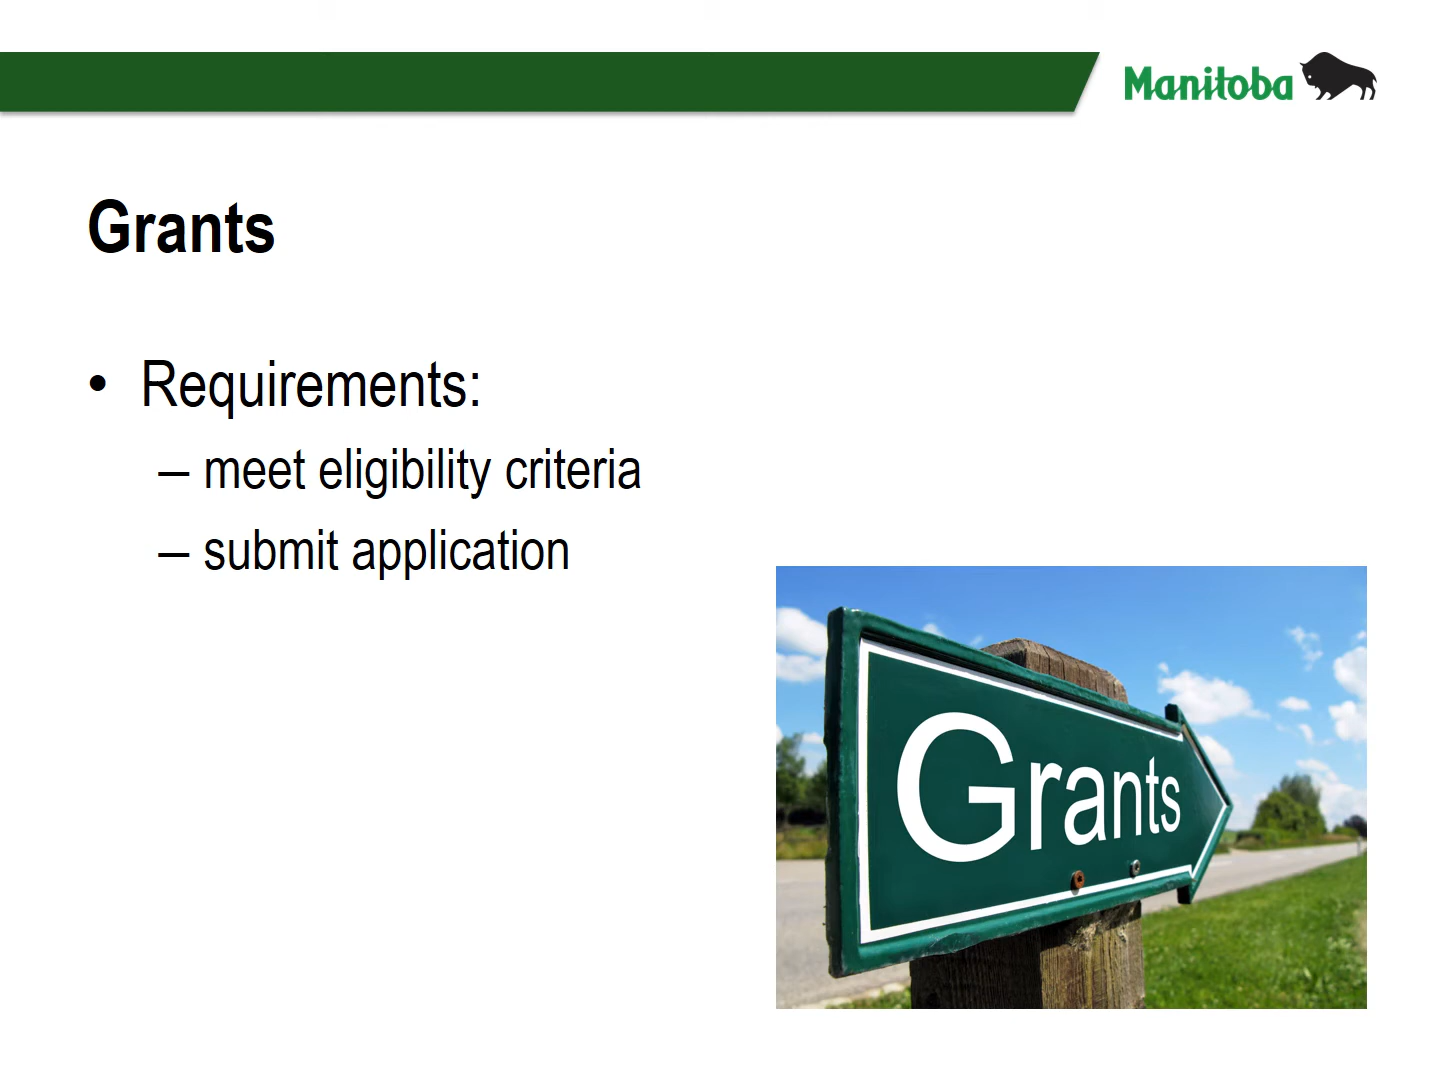 Manitoba
Grants
• Requirements:
– meet eligibility criteria
– submit application
Grants